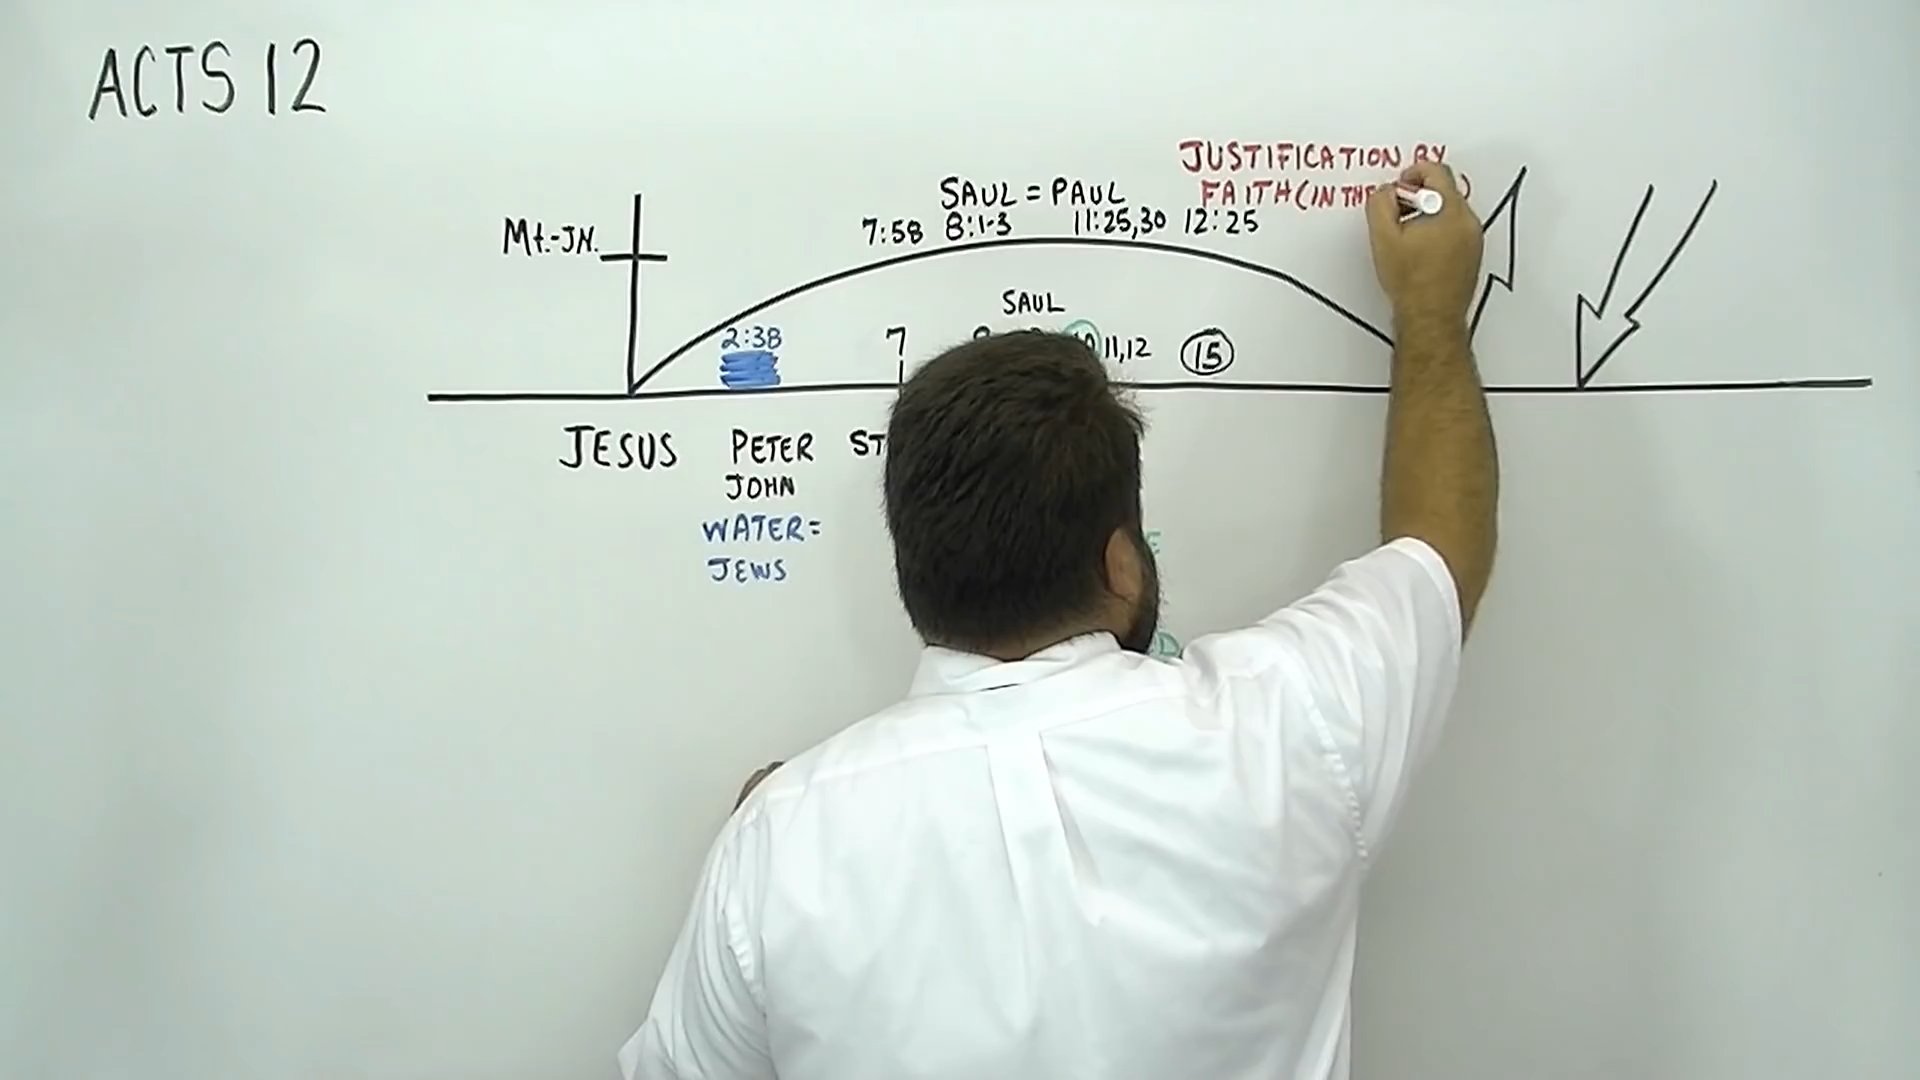 ACTS 12
JUSTIFICATION BY
FAITH (IN THE
SAUL = PAUL
7:58 8:1-3 11:25,30 12:25
Mt.-JN.
SAUL
2:38 7 11,12 15
JESUS PETER
JOHN
WATER=
JEWS